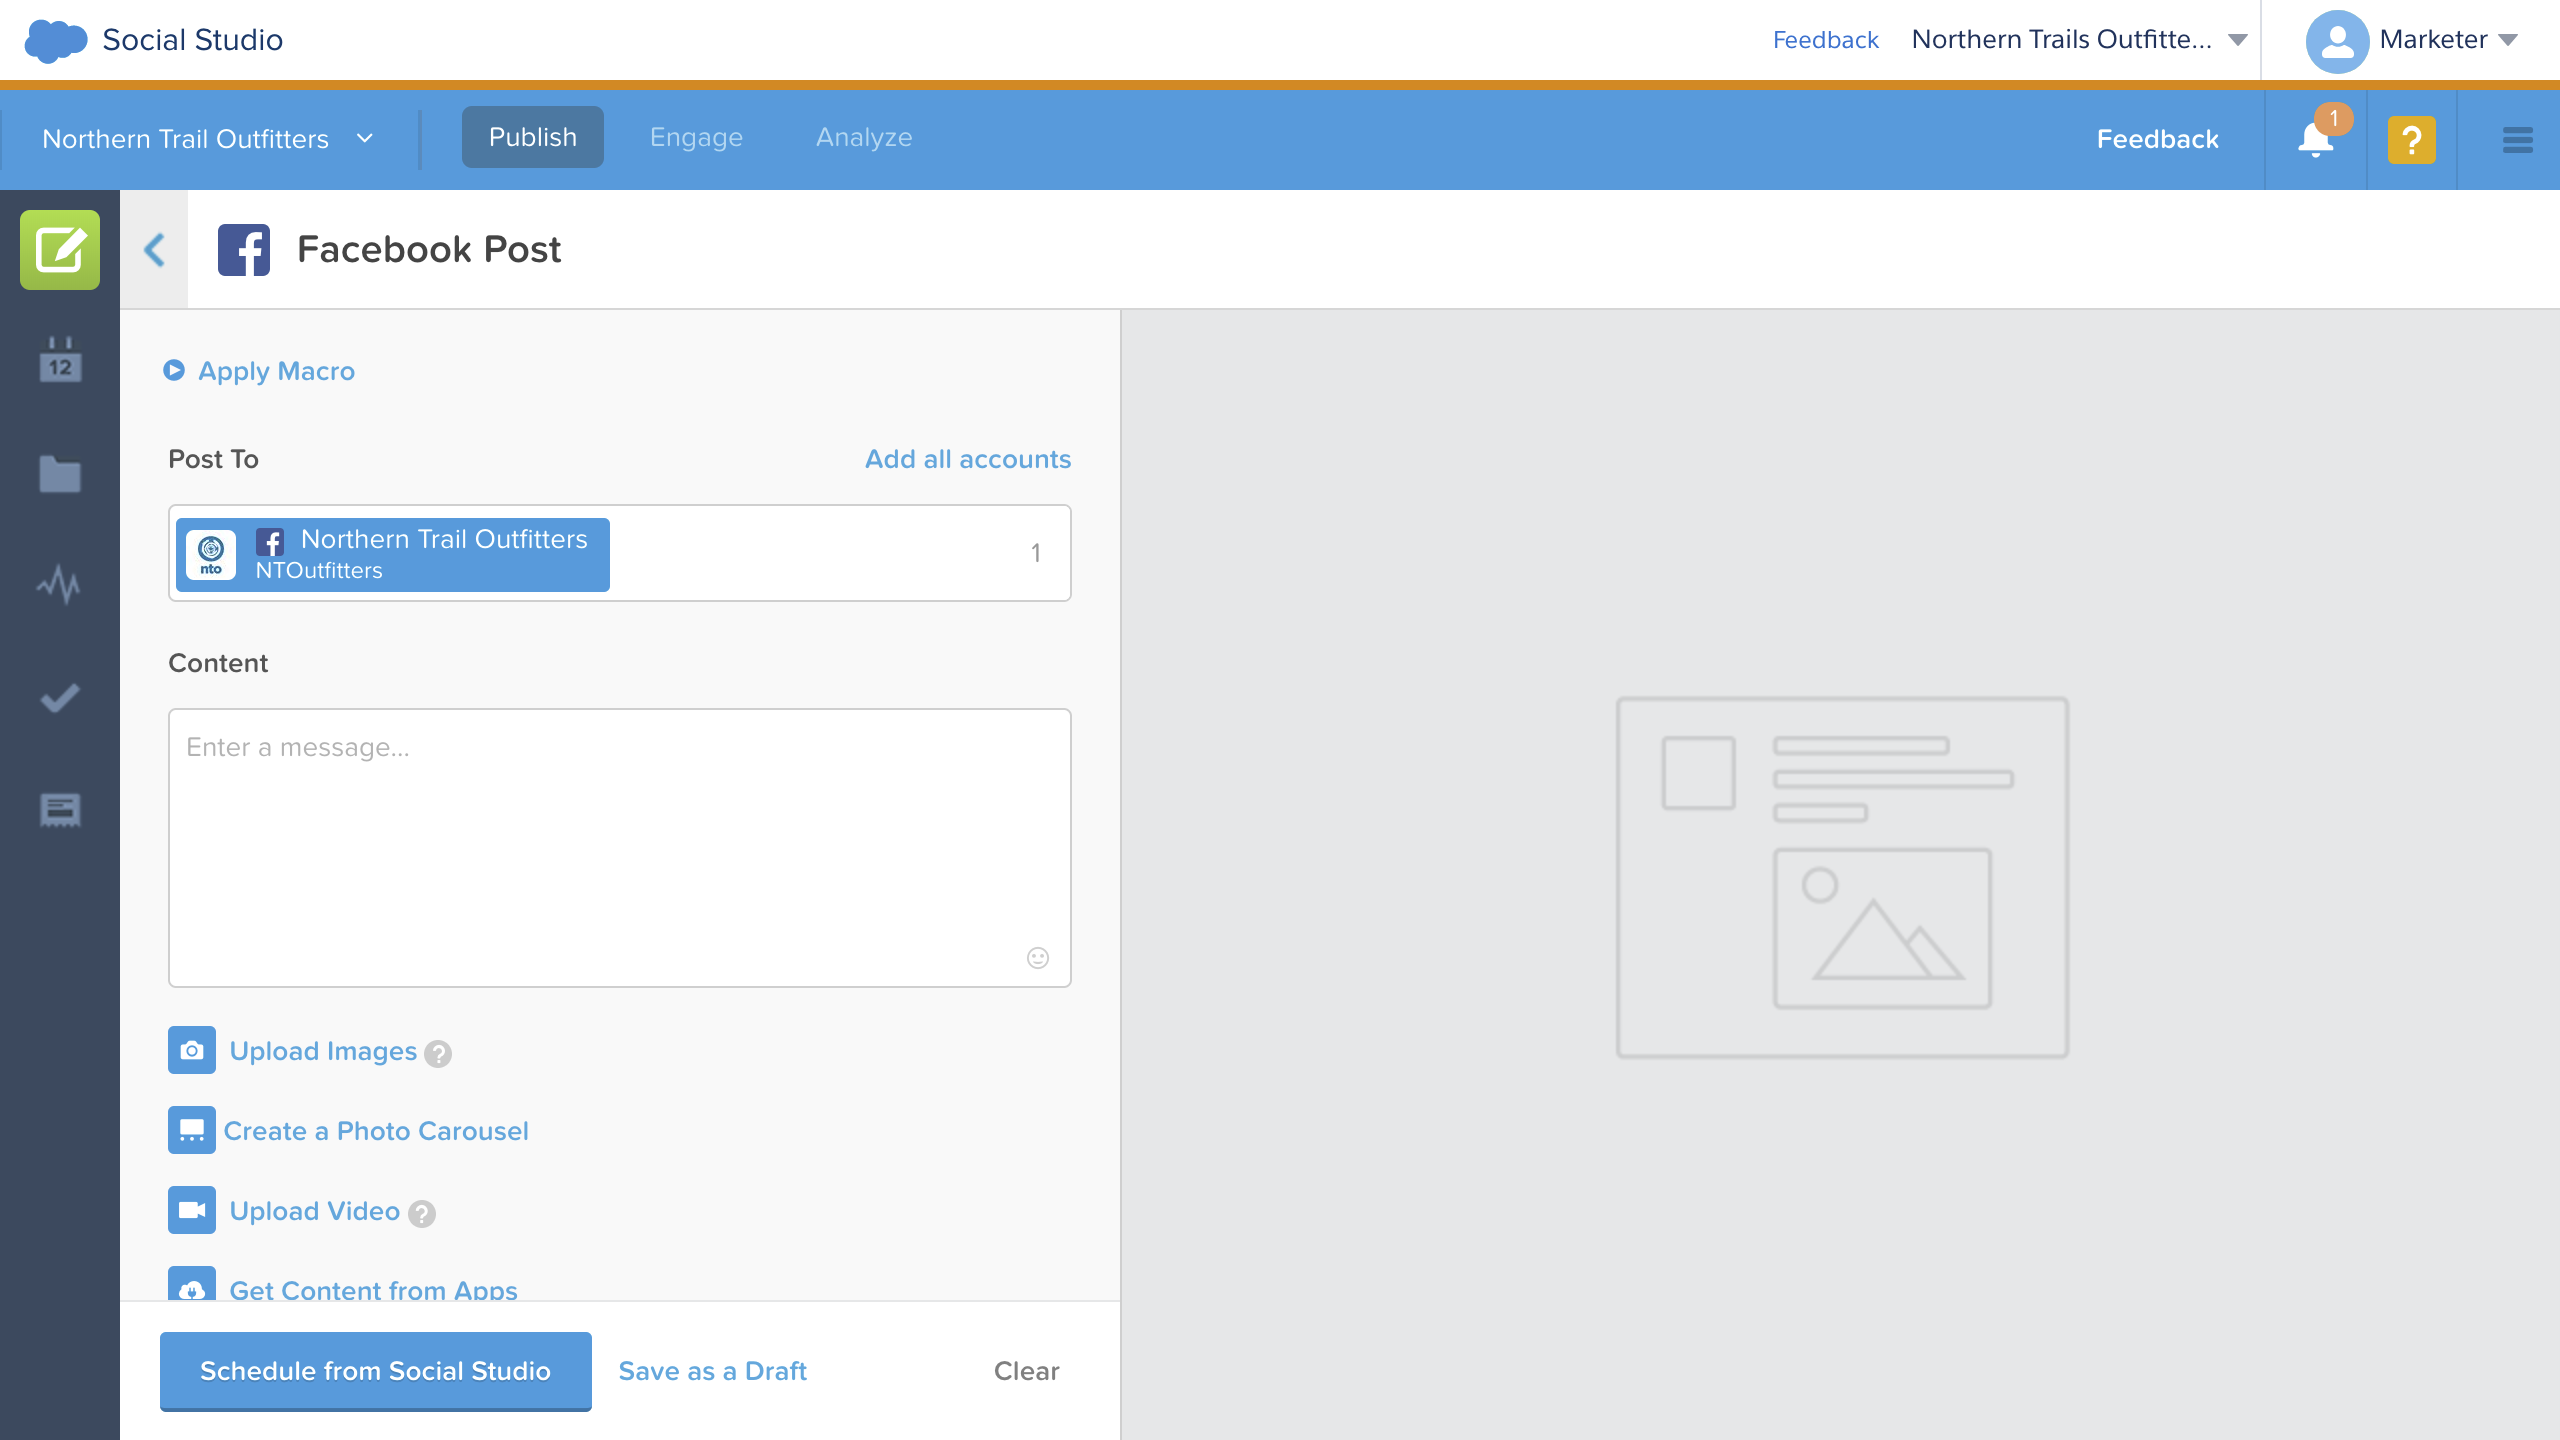 Social Studio
Feedback
Northern Trails Outfitte...
Marketer
Northern Trail Outfitters
Publish
Engage
Analyze
Feedback
1
?
Facebook Post
12
Apply Macro
Post To
Add all accounts
nto
Northern Trail Outfitters
NTOutfitters
1
Content
Enter a message...
Upload Images ?
Create a Photo Carousel
Upload Video ?
Get Content from Apps
Schedule from Social Studio
Save as a Draft
Clear